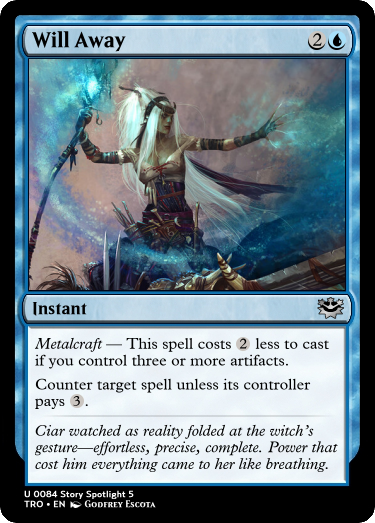 Will Away 2
Instant
Metalcraft — This spell costs 2 less to cast
if you control three or more artifacts.
Counter target spell unless its controller
pays 3.
Ciar watched as reality folded at the witch's
gesture—effortless, precise, complete. Power that
cost him everything came to her like breathing.
U 0084 Story Spotlight 5
TRO • EN Godfrey Escota